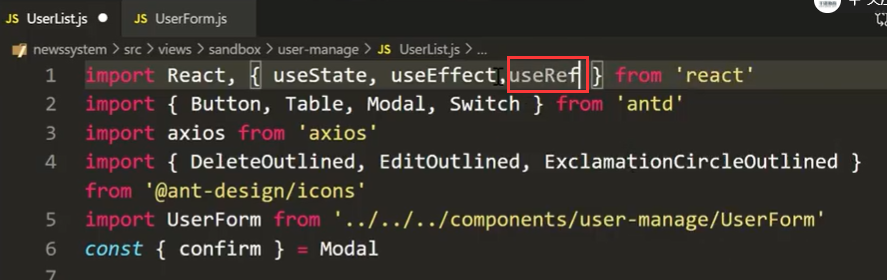 JS UserList.js ● JS UserForm.js
newssystem > src > views > sandbox > user-manage > JS UserList.js > ...
1 import React, { useState, useEffect,useRef } from 'react'
2 import { Button, Table, Modal, Switch } from 'antd'
3 import axios from 'axios'
4 import { DeleteOutlined, EditOutlined, ExclamationCircleOutlined }
from '@ant-design/icons'
5 import UserForm from '../../../components/user-manage/UserForm'
6 const { confirm } = Modal
7